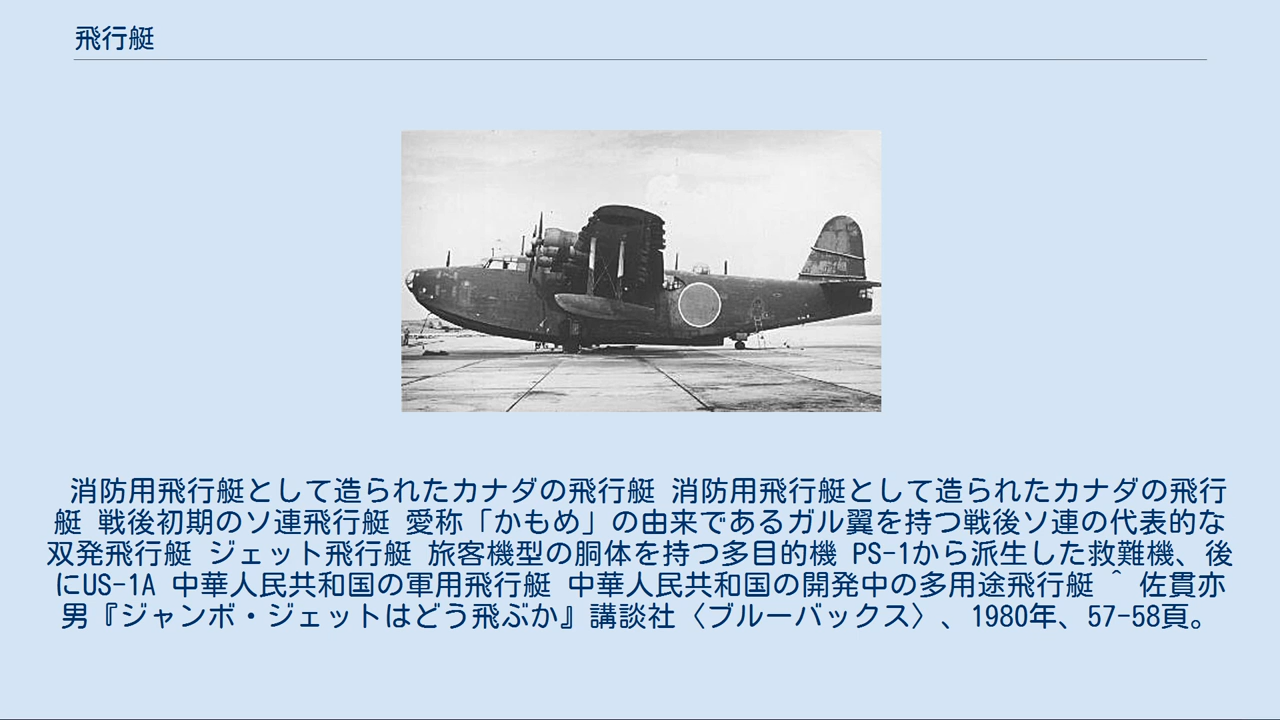 飛行艇
消防用飛行艇として造られたカナダの飛行艇 消防用飛行艇として造られたカナダの飛行
艇 戦後初期のソ連飛行艇 愛称「かもめ」の由来であるガル翼を持つ戦後ソ連の代表的な
双発飛行艇 ジェット飛行艇 旅客機型の胴体を持つ多目的機 PS-1から派生した救難機、後
にUS-1A 中華人民共和国の軍用飛行艇 中華人民共和国の開発中の多用途飛行艇 ^ 佐貫亦
男『ジャンボ・ジェットはどう飛ぶか』講談社〈ブルーバックス〉、1980年、57-58頁。